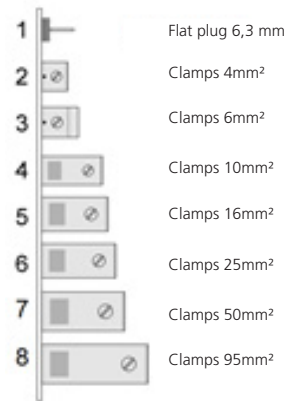 1 Flat plug 6,3 mm
2 Clamps 4mm²
3 Clamps 6mm²
4 Clamps 10mm²
5 Clamps 16mm²
6 Clamps 25mm²
7 Clamps 50mm²
8 Clamps 95mm²